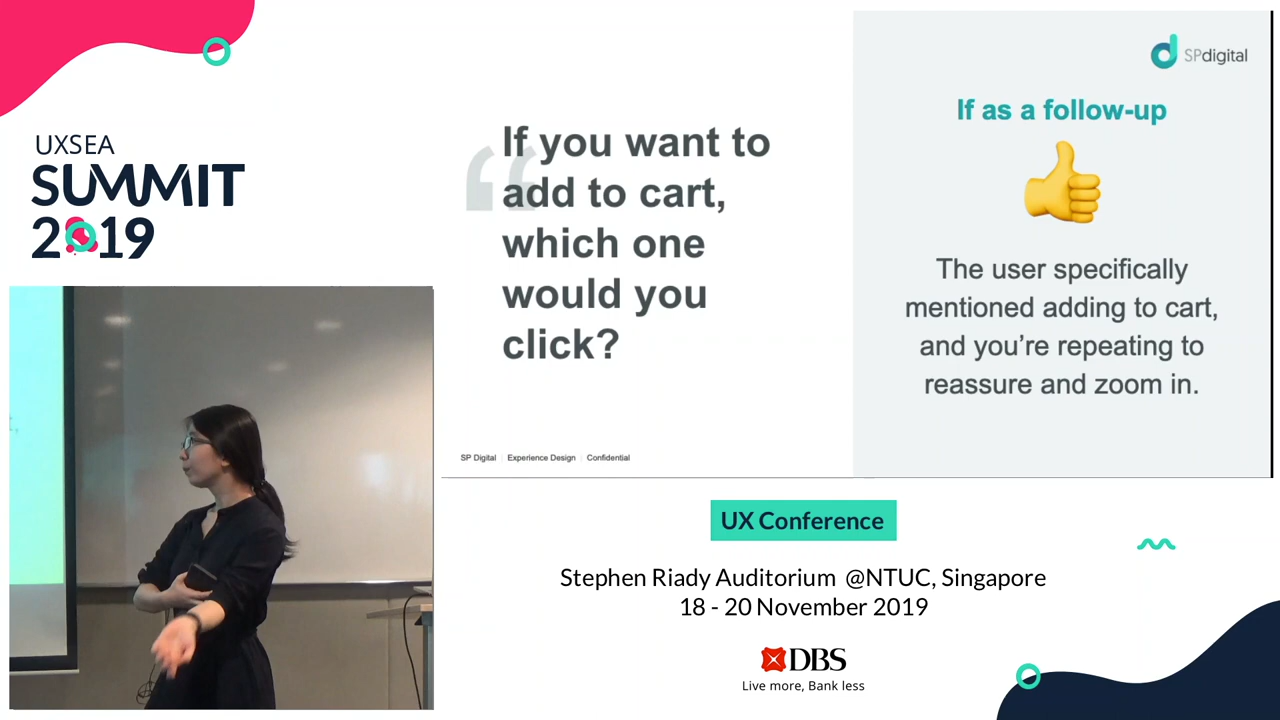 UXSEA
SUMMIT
2019
“
If you want to
add to cart,
which one
would you
click?
SP Digital | Experience Design | Confidential
SPdigital
If as a follow-up
The user specifically
mentioned adding to cart,
and you’re repeating to
reassure and zoom in.
UX Conference
Stephen Riady Auditorium @NTUC, Singapore
18 - 20 November 2019
DBS
Live more, Bank less